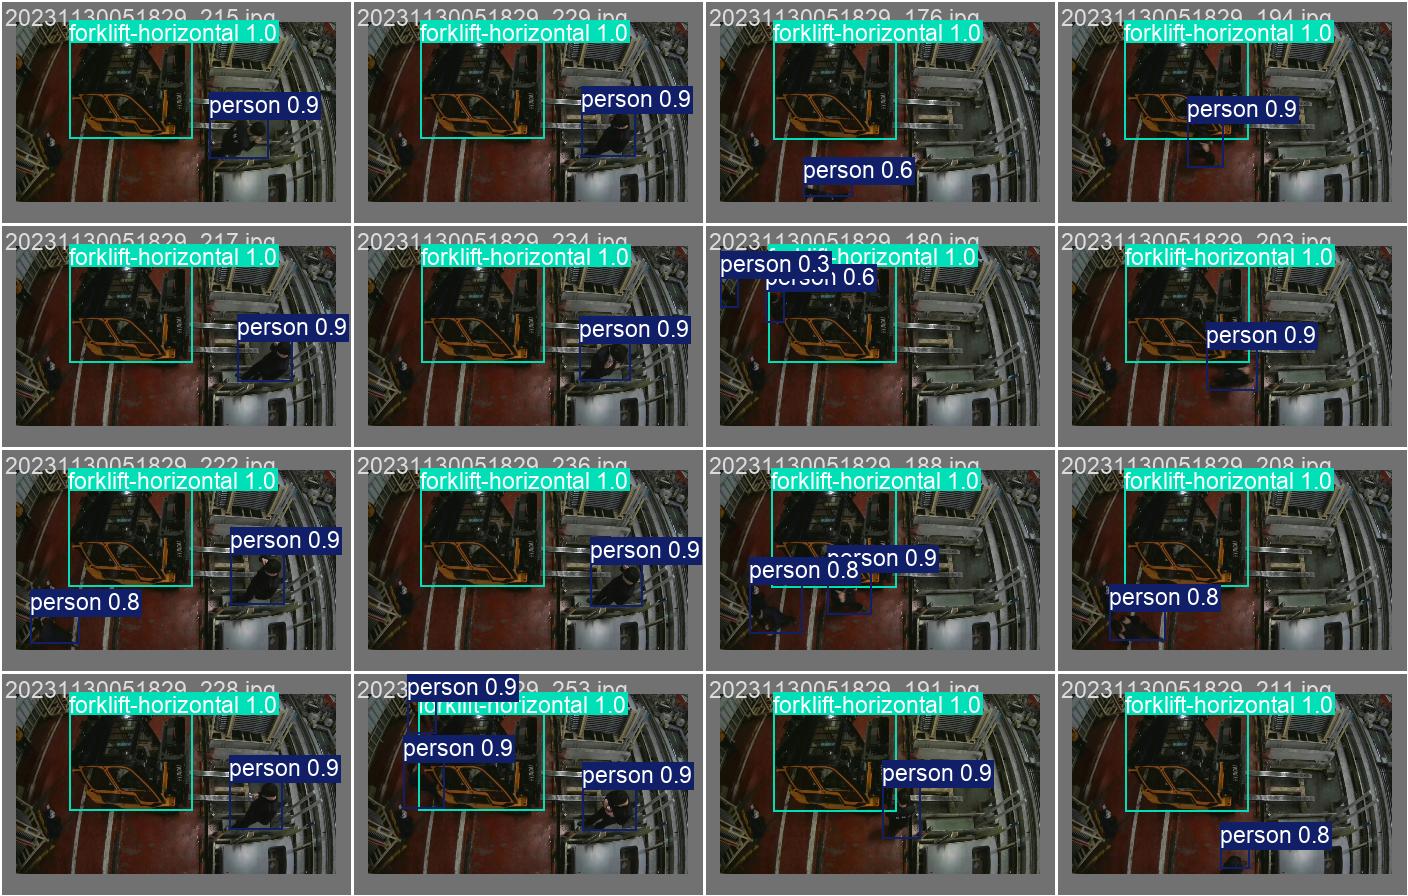 20231130051829_215.jpg
forklift-horizontal 1.0
person 0.9
20231130051829_229.jpg
forklift-horizontal 1.0
person 0.9
20231130051829_176.jpg
forklift-horizontal 1.0
person 0.6
20231130051829_194.jpg
forklift-horizontal 1.0
person 0.9
20231130051829_217.jpg
forklift-horizontal 1.0
person 0.9
20231130051829_234.jpg
forklift-horizontal 1.0
person 0.9
20231130051829_180.jpg
forklift-horizontal 1.0
person 0.3
person 0.6
20231130051829_203.jpg
forklift-horizontal 1.0
person 0.9
20231130051829_222.jpg
forklift-horizontal 1.0
person 0.9
person 0.8
20231130051829_236.jpg
forklift-horizontal 1.0
person 0.9
20231130051829_188.jpg
forklift-horizontal 1.0
person 0.9
person 0.8
20231130051829_208.jpg
forklift-horizontal 1.0
person 0.8
20231130051829_228.jpg
forklift-horizontal 1.0
person 0.9
20231130051829_253.jpg
person 0.9
forklift-horizontal 1.0
person 0.9
person 0.9
20231130051829_191.jpg
forklift-horizontal 1.0
person 0.9
20231130051829_211.jpg
forklift-horizontal 1.0
person 0.8